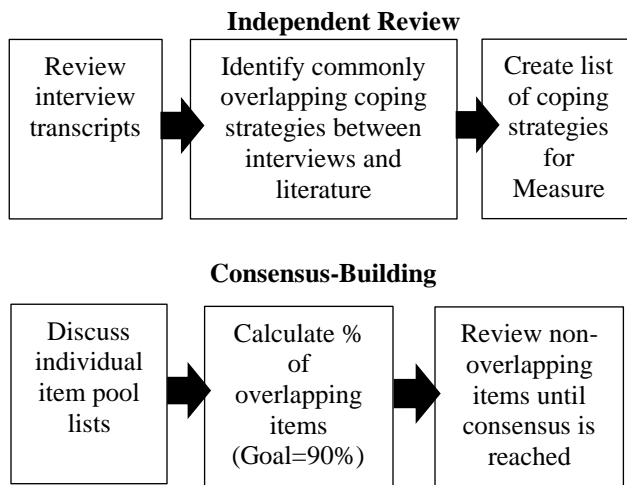 Independent Review
Review
interview
transcripts
Identify commonly
overlapping coping
strategies between
interviews and
literature
Create list
of coping
strategies
for
Measure
Consensus-Building
Discuss
individual
item pool
lists
Calculate %
of
overlapping
items
(Goal=90%)
Review non-
overlapping
items until
consensus is
reached